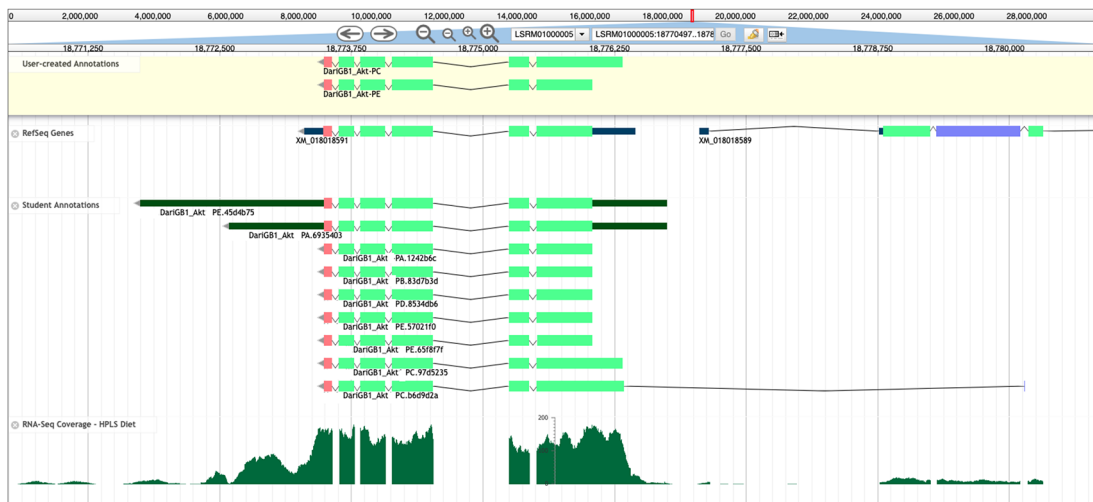 0 2,000,000 4,000,000 6,000,000 8,000,000 10,000,000 12,000,000 14,000,000 16,000,000 18,000,000 20,000,000 22,000,000 24,000,000 26,000,000 28,000,000
LSRM01000005 LSRM01000005:18770497..1878 Go
18,771,250 18,772,500 18,773,750 18,775,000 18,776,250 18,777,500 18,778,750 18,780,000
User-created Annotations
DariGB1_Akt-PC
DariGB1_Akt-PE
RefSeq Genes
XM_018018591 XM_018018589
Student Annotations
DariGB1_Akt PE.45d4b75
DariGB1_Akt PA.6935403
DariGB1_Akt PA.1242b6c
DariGB1_Akt PB.83d7b3d
DariGB1_Akt PD.8534db6
DariGB1_Akt PE.57021f0
DariGB1_Akt PE.65f8f7f
DariGB1_Akt PC.97d5235
DariGB1_Akt PC.b6d9d2a
RNA-Seq Coverage - HPLS Diet
200
0